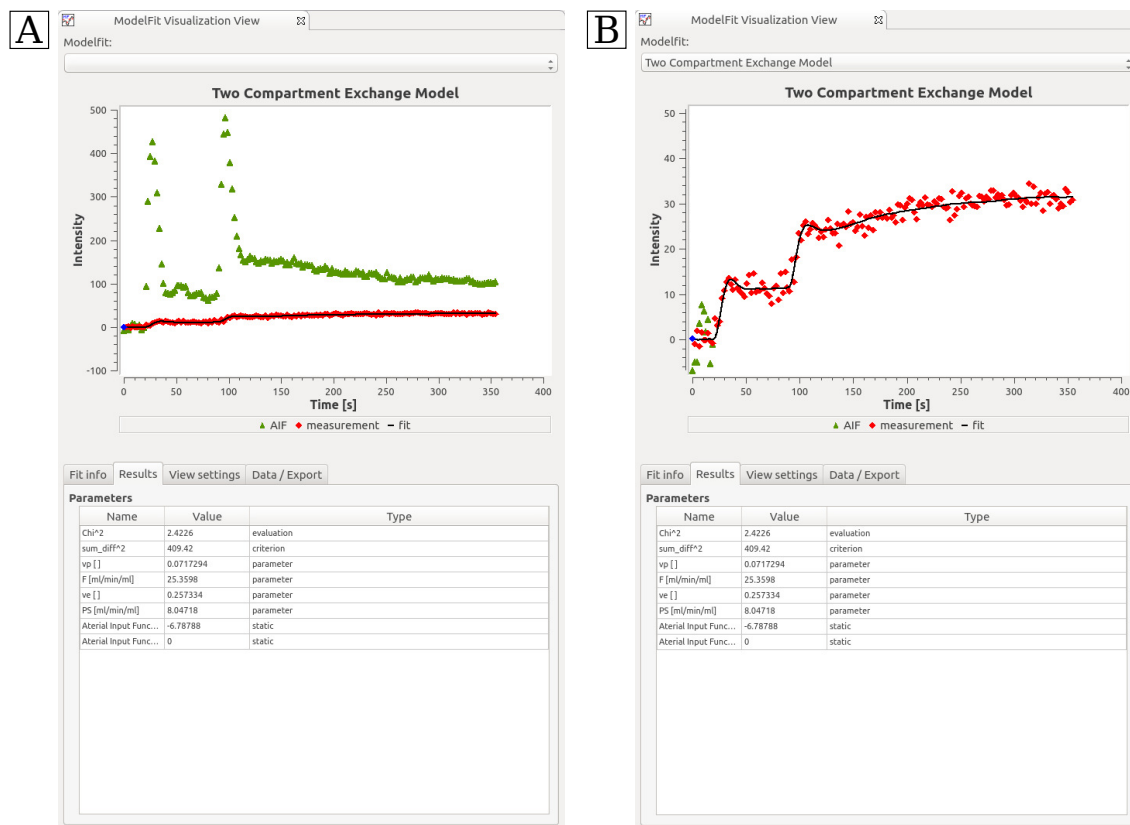 A
ModelFit Visualization View
Modelfit:
Two Compartment Exchange Model
500
400
300
200
100
0
-100
Intensity
0 50 100 150 200 250 300 350 400
Time [s]
AIF measurement fit
Fit info Results View settings Data / Export
Parameters
Name Value Type
Chi^2 2.4226 evaluation
sum_diff^2 409.42 criterion
vp [ ] 0.0717294 parameter
F [ml/min/ml] 25.3598 parameter
ve [ ] 0.257334 parameter
PS [ml/min/ml] 8.04718 parameter
Aterial Input Func... -6.78788 static
Aterial Input Func... 0 static
B
ModelFit Visualization View
Modelfit:
Two Compartment Exchange Model
Two Compartment Exchange Model
50
40
30
20
10
0
Intensity
0 50 100 150 200 250 300 350 400
Time [s]
AIF measurement fit
Fit info Results View settings Data / Export
Parameters
Name Value Type
Chi^2 2.4226 evaluation
sum_diff^2 409.42 criterion
vp [ ] 0.0717294 parameter
F [ml/min/ml] 25.3598 parameter
ve [ ] 0.257334 parameter
PS [ml/min/ml] 8.04718 parameter
Aterial Input Func... -6.78788 static
Aterial Input Func... 0 static